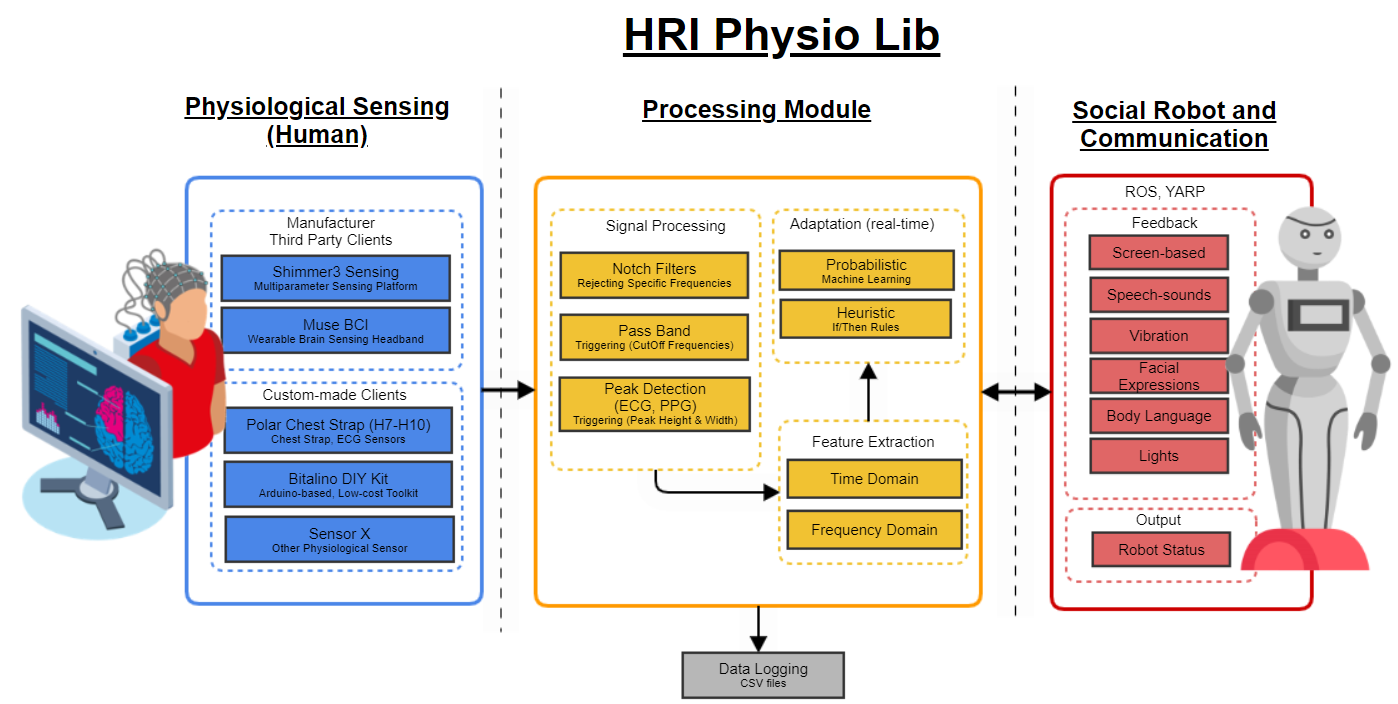 HRI Physio Lib
Physiological Sensing
(Human)
Manufacturer
Third Party Clients
Shimmer3 Sensing
Multiparameter Sensing Platform
Muse BCI
Wearable Brain Sensing Headband
Custom-made Clients
Polar Chest Strap (H7-H10)
Chest Strap, ECG Sensors
Bitalino DIY Kit
Arduino-based, Low-cost Toolkit
Sensor X
Other Physiological Sensor
Processing Module
Signal Processing
Notch Filters
Rejecting Specific Frequencies
Pass Band
Triggering (CutOff Frequencies)
Peak Detection
(ECG, PPG)
Triggering (Peak Height & Width)
Adaptation (real-time)
Probabilistic
Machine Learning
Heuristic
If/Then Rules
Feature Extraction
Time Domain
Frequency Domain
Data Logging
CSV files
Social Robot and
Communication
ROS, YARP
Feedback
Screen-based
Speech-sounds
Vibration
Facial
Expressions
Body Language
Lights
Output
Robot Status